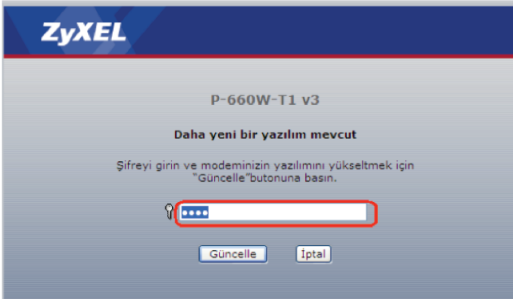 ZyXEL
P-660W-T1 v3
Daha yeni bir yazılım mevcut
Şifreyi girin ve modeminizin yazılımını yükseltmek için
"Güncelle"butonuna basın.
••••
Güncelle İptal